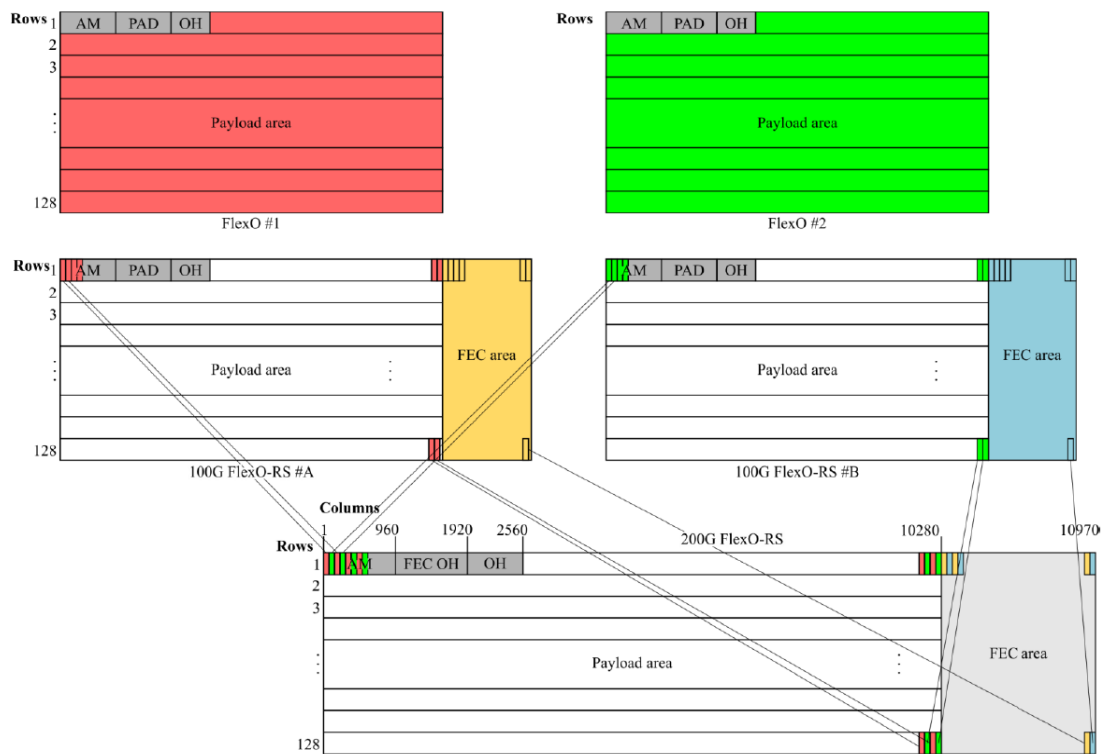 Rows 1 AM PAD OH
2
3
⋮ Payload area
128
FlexO #1
Rows 1 AM PAD OH
Payload area
FlexO #2
Rows 1 AM PAD OH
2
3
⋮ Payload area ⋮ FEC area
128
100G FlexO-RS #A
Rows AM PAD OH
Payload area ⋮ FEC area
100G FlexO-RS #B
Columns
1 960 1920 2560 200G FlexO-RS 10280 10970
Rows
1 AM FEC OH OH
2
3
⋮ Payload area ⋮ FEC area
128